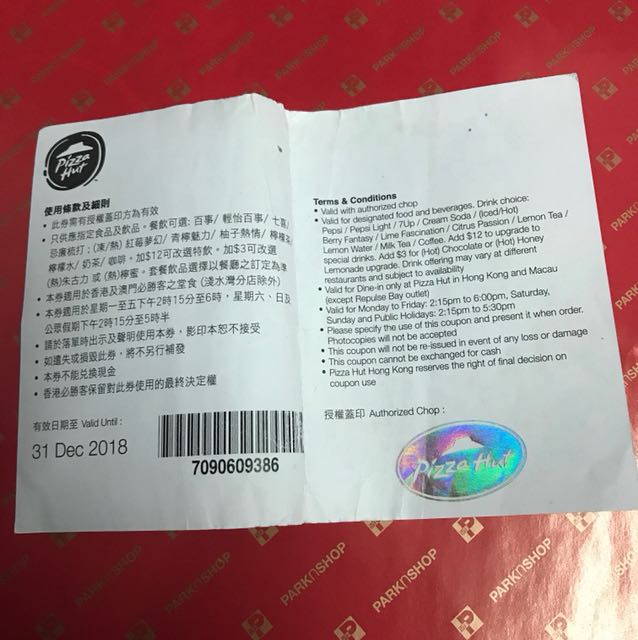 Pizza Hut
使用條款及細則
• 此券需有授權蓋印方為有效
• 只供應指定食品及飲品。餐飲可選: 百事/ 輕怡百事/ 七喜/
忌廉梳打: (凍/熱) 紅莓夢幻/ 青檸魅力/ 柚子熱情/ 檸檬茶/
檸檬水/ 奶茶/ 咖啡。加$12可改選特飲。加$3可改選
(熱)朱古力 或 (熱)檸蜜。套餐飲品選擇以餐廳之訂定為準
• 本券適用於香港及澳門必勝客之堂食 (淺水灣分店除外)
• 本券適用於星期一至五下午2時15分至6時，星期六、日及
公眾假期下午2時15分至5時半
• 請於落單時出示及聲明使用本券，影印本恕不接受
• 如遺失或損毀此券，將不另行補發
• 本券不能兌換現金
• 香港必勝客保留對此券使用的最終決定權
有效日期至 Valid Until :
31 Dec 2018
7090609386
Terms & Conditions
• Valid with authorized chop
• Valid for designated food and beverages. Drink choice:
Pepsi / Pepsi Light / 7Up / Cream Soda / (Iced/Hot)
Berry Fantasy / Lime Fascination / Citrus Passion / Lemon Tea /
Lemon Water / Milk Tea / Coffee. Add $12 to upgrade to
special drinks. Add $3 for (Hot) Chocolate or (Hot) Honey
Lemonade upgrade. Drink offering may vary at different
restaurants and subject to availability
• Valid for Dine-in only at Pizza Hut in Hong Kong and Macau
(except Repulse Bay outlet)
• Valid for Monday to Friday: 2:15pm to 6:00pm, Saturday,
Sunday and Public Holidays: 2:15pm to 5:30pm
• Please specify the use of this coupon and present it when order.
Photocopies will not be accepted
• This coupon will not be re-issued in event of any loss or damage
• This coupon cannot be exchanged for cash
• Pizza Hut Hong Kong reserves the right of final decision on
coupon use
授權蓋印 Authorized Chop :
Pizza Hut
PARKnSHOP
PARKnSHOP
PARKnSHOP
PARKnSHOP
PARKnSHOP
PARKnSHOP